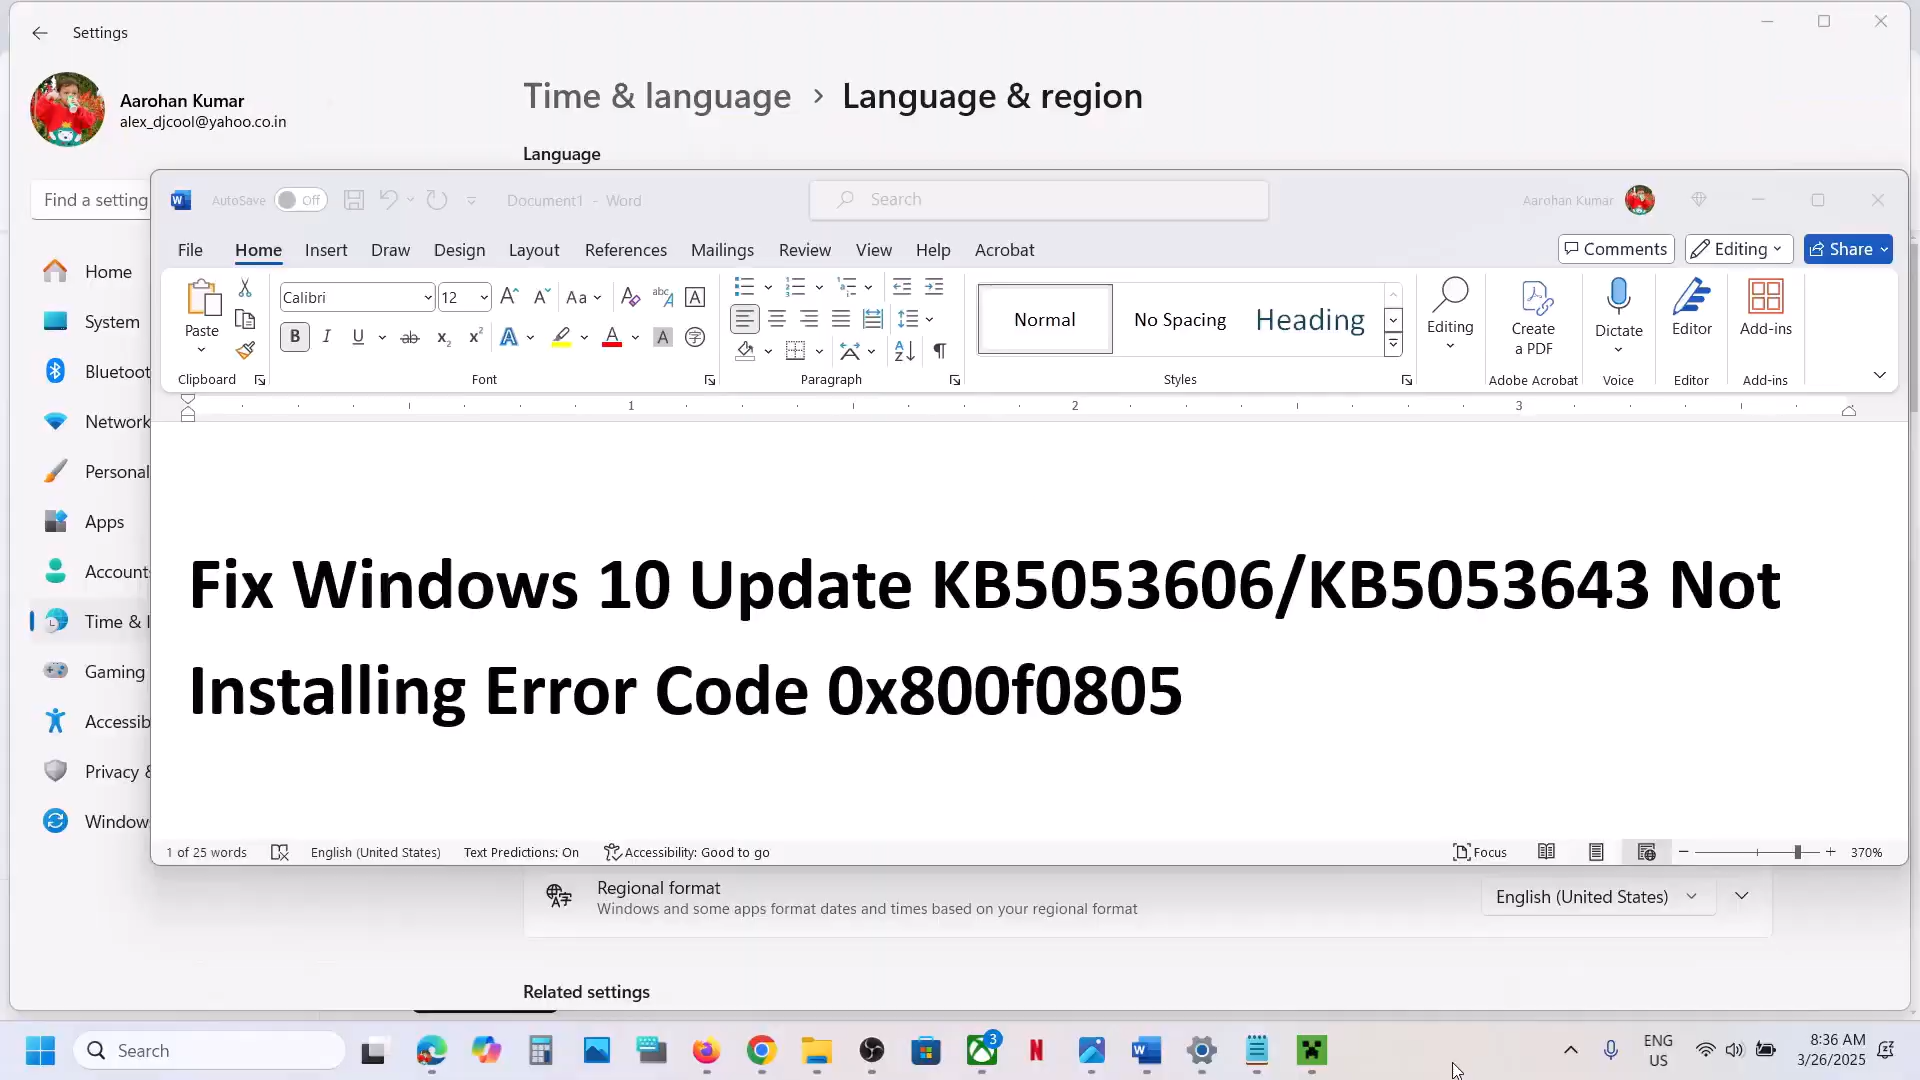 Settings
Aarohan Kumar
alex_djcool@yahoo.co.in
Time & language > Language & region
Language
Find a setting
Home
System
Bluetoot
Network
Personal
Apps
Account
Time & l
Gaming
Accessib
Privacy &
Window
AutoSave Off
Document1 - Word
Search
Aarohan Kumar
File Home Insert Draw Design Layout References Mailings Review View Help Acrobat
Comments Editing Share
Paste
Clipboard
Calibri 12
Font
Paragraph
Normal No Spacing Heading
Styles
Editing
Create
a PDF
Adobe Acrobat
Dictate
Voice
Editor
Editor
Add-ins
Add-ins
1 2 3
Fix Windows 10 Update KB5053606/KB5053643 Not
Installing Error Code 0x800f0805
1 of 25 words English (United States) Text Predictions: On Accessibility: Good to go Focus 370%
Regional format
Windows and some apps format dates and times based on your regional format
English (United States)
Related settings
Search
3
ENG
US
8:36 AM
3/26/2025